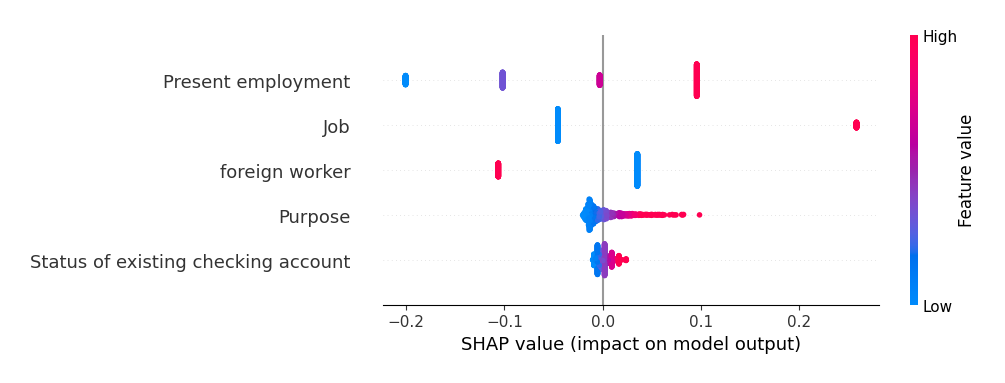 High
Present employment
Job
foreign worker
Purpose
Status of existing checking account
Feature value
Low
−0.2 −0.1 0.0 0.1 0.2
SHAP value (impact on model output)